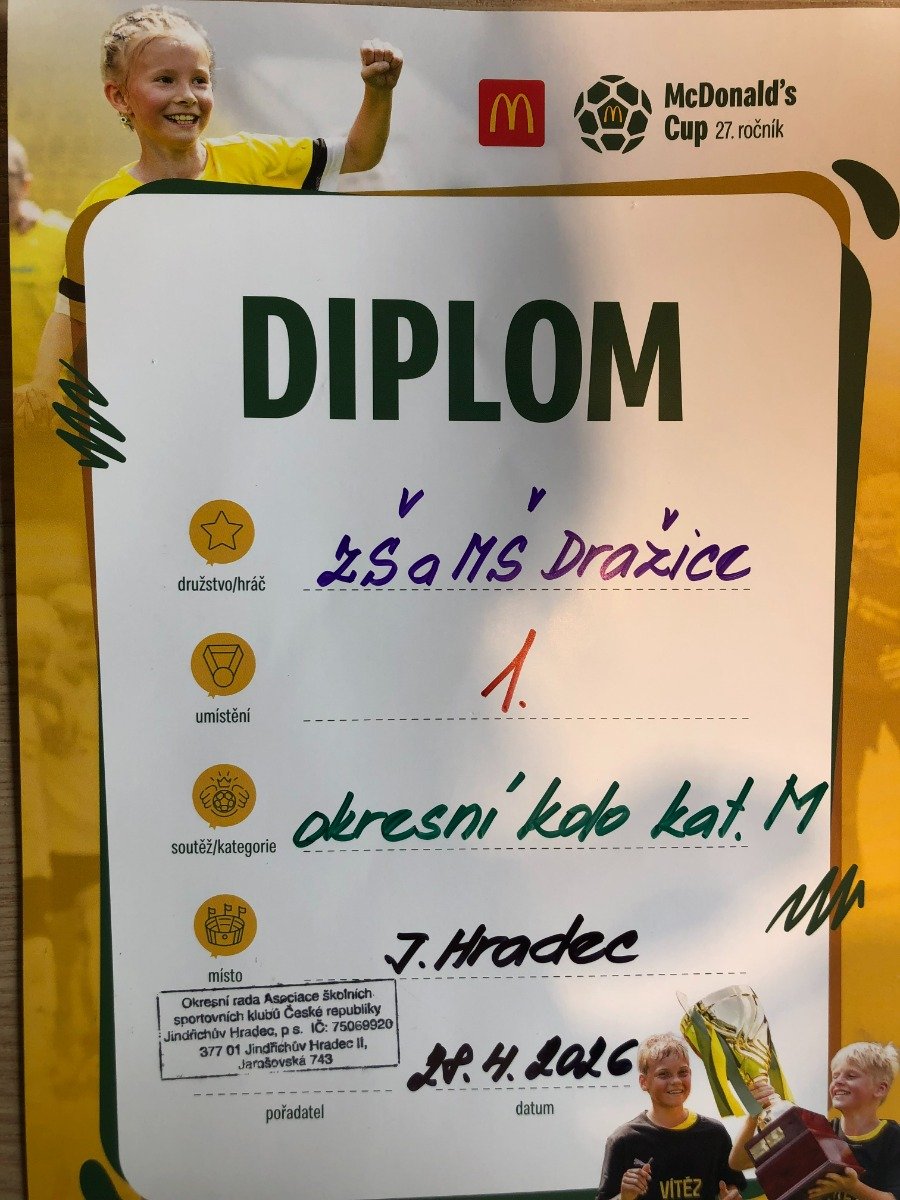 McDonald's
Cup 27. ročník
DIPLOM
družstvo/hráč
ZŠ a MŠ Dražice
umístění
1.
soutěž/kategorie
okresní kolo kat. M
místo
J. Hradec
Okresní rada Asociace školních
sportovních klubů České republiky
Jindřichův Hradec, p s. IČ: 75069920
377 01 Jindřichův Hradec II,
Jarošovská 743
28.4.2026
pořadatel
datum
VÍTĚZ